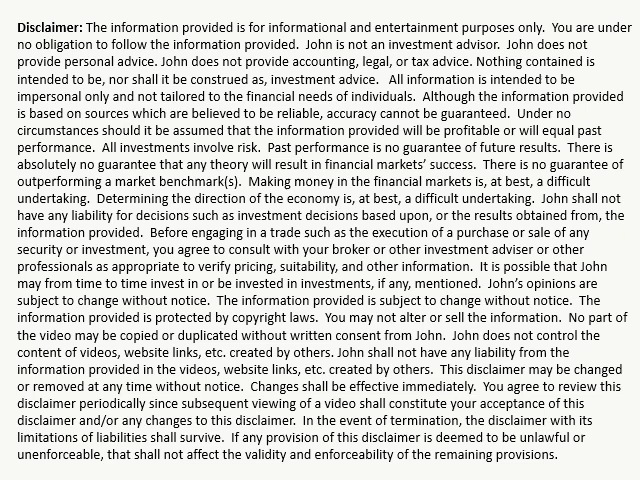 Disclaimer: The information provided is for informational and entertainment purposes only.  You are under
no obligation to follow the information provided.  John is not an investment advisor.  John does not
provide personal advice. John does not provide accounting, legal, or tax advice. Nothing contained is
intended to be, nor shall it be construed as, investment advice.   All information is intended to be
impersonal only and not tailored to the financial needs of individuals.  Although the information provided
is based on sources which are believed to be reliable, accuracy cannot be guaranteed.  Under no
circumstances should it be assumed that the information provided will be profitable or will equal past
performance.  All investments involve risk.  Past performance is no guarantee of future results.  There is
absolutely no guarantee that any theory will result in financial markets’ success.  There is no guarantee of
outperforming a market benchmark(s).  Making money in the financial markets is, at best, a difficult
undertaking.  Determining the direction of the economy is, at best, a difficult undertaking.  John shall not
have any liability for decisions such as investment decisions based upon, or the results obtained from, the
information provided.  Before engaging in a trade such as the execution of a purchase or sale of any
security or investment, you agree to consult with your broker or other investment adviser or other
professionals as appropriate to verify pricing, suitability, and other information.  It is possible that John
may from time to time invest in or be invested in investments, if any, mentioned.  John’s opinions are
subject to change without notice.  The information provided is subject to change without notice.  The
information provided is protected by copyright laws.  You may not alter or sell the information.  No part of
the video may be copied or duplicated without written consent from John.  John does not control the
content of videos, website links, etc. created by others. John shall not have any liability from the
information provided in the videos, website links, etc. created by others.  This disclaimer may be changed
or removed at any time without notice.  Changes shall be effective immediately.  You agree to review this
disclaimer periodically since subsequent viewing of a video shall constitute your acceptance of this
disclaimer and/or any changes to this disclaimer.  In the event of termination, the disclaimer with its
limitations of liabilities shall survive.  If any provision of this disclaimer is deemed to be unlawful or
unenforceable, that shall not affect the validity and enforceability of the remaining provisions.